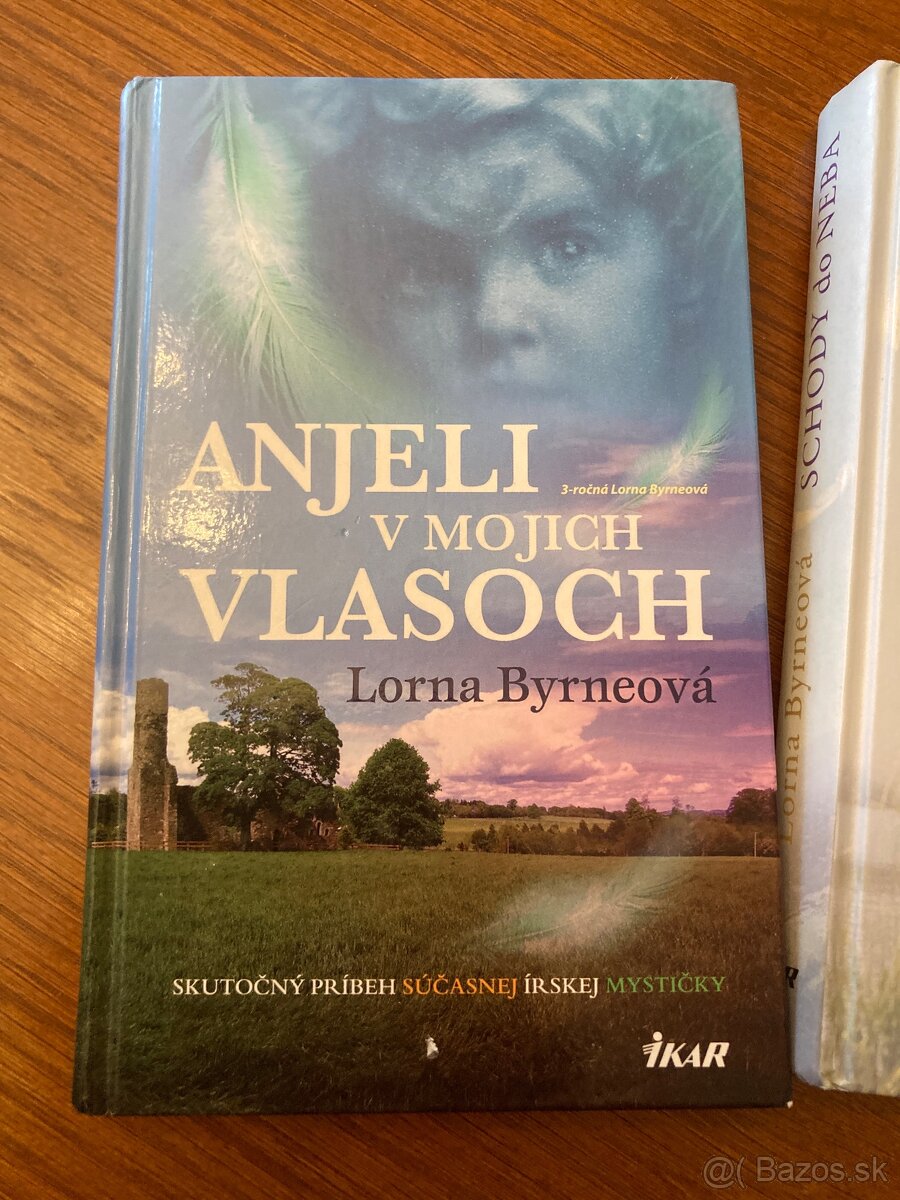 ANJELI
3-ročná Lorna Byrneová
V MOJICH
VLASOCH
Lorna Byrneová
SKUTOČNÝ PRÍBEH SÚČASNEJ ÍRSKEJ MYSTIČKY
IKAR
Lorna Byrneová SCHODY do NEBA
R
@( Bazos.sk